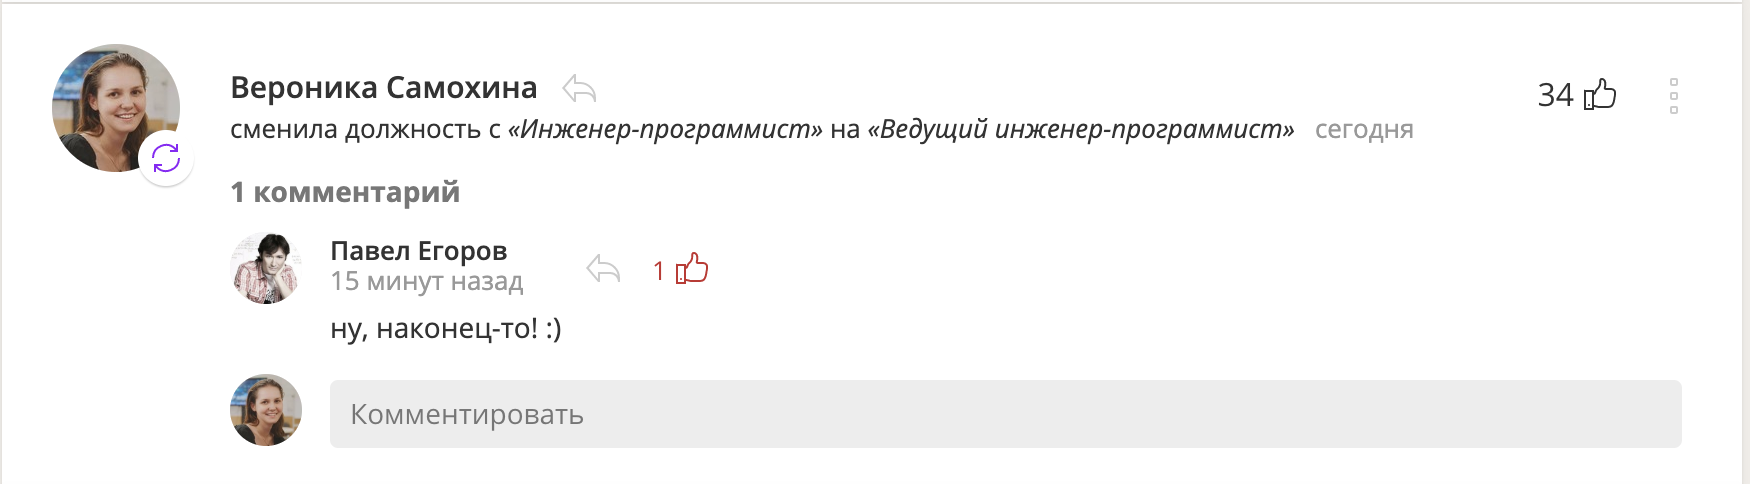 Вероника Самохина
34
сменила должность с «Инженер-программист» на «Ведущий инженер-программист» сегодня
1 комментарий
Павел Егоров
15 минут назад
1
ну, наконец-то! :)
Комментировать